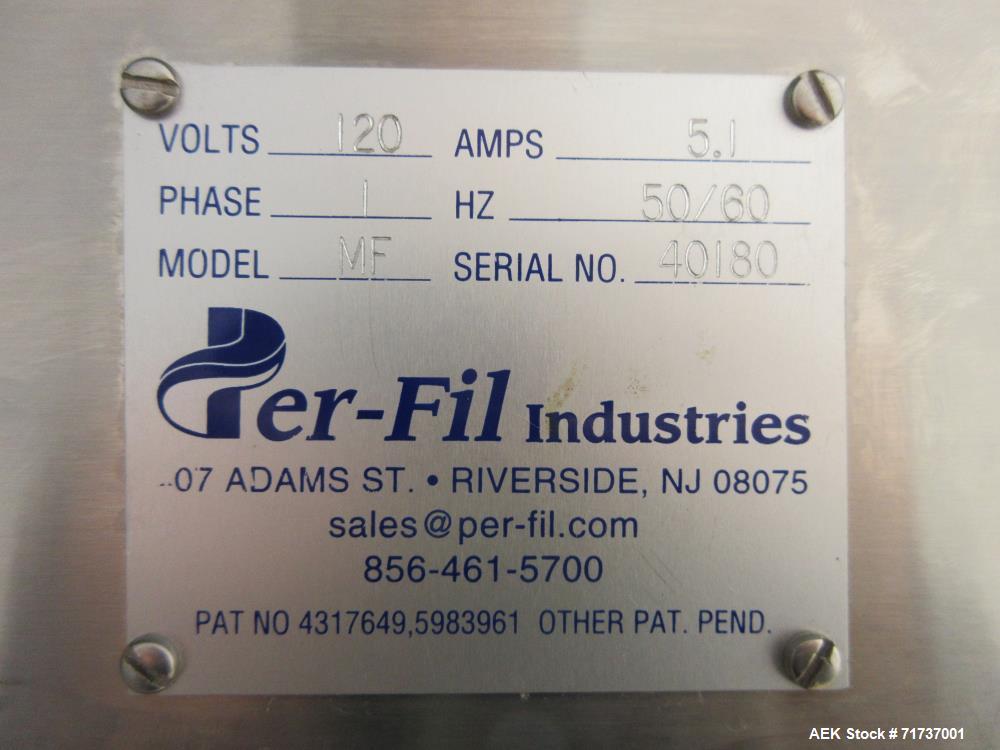 VOLTS 120 AMPS 5.1
PHASE 1 HZ 50/60
MODEL MF SERIAL NO. 40180
Per-Fil Industries
07 ADAMS ST. • RIVERSIDE, NJ 08075
sales@per-fil.com
856-461-5700
PAT NO 4317649,5983961 OTHER PAT. PEND.
AEK Stock # 71737001